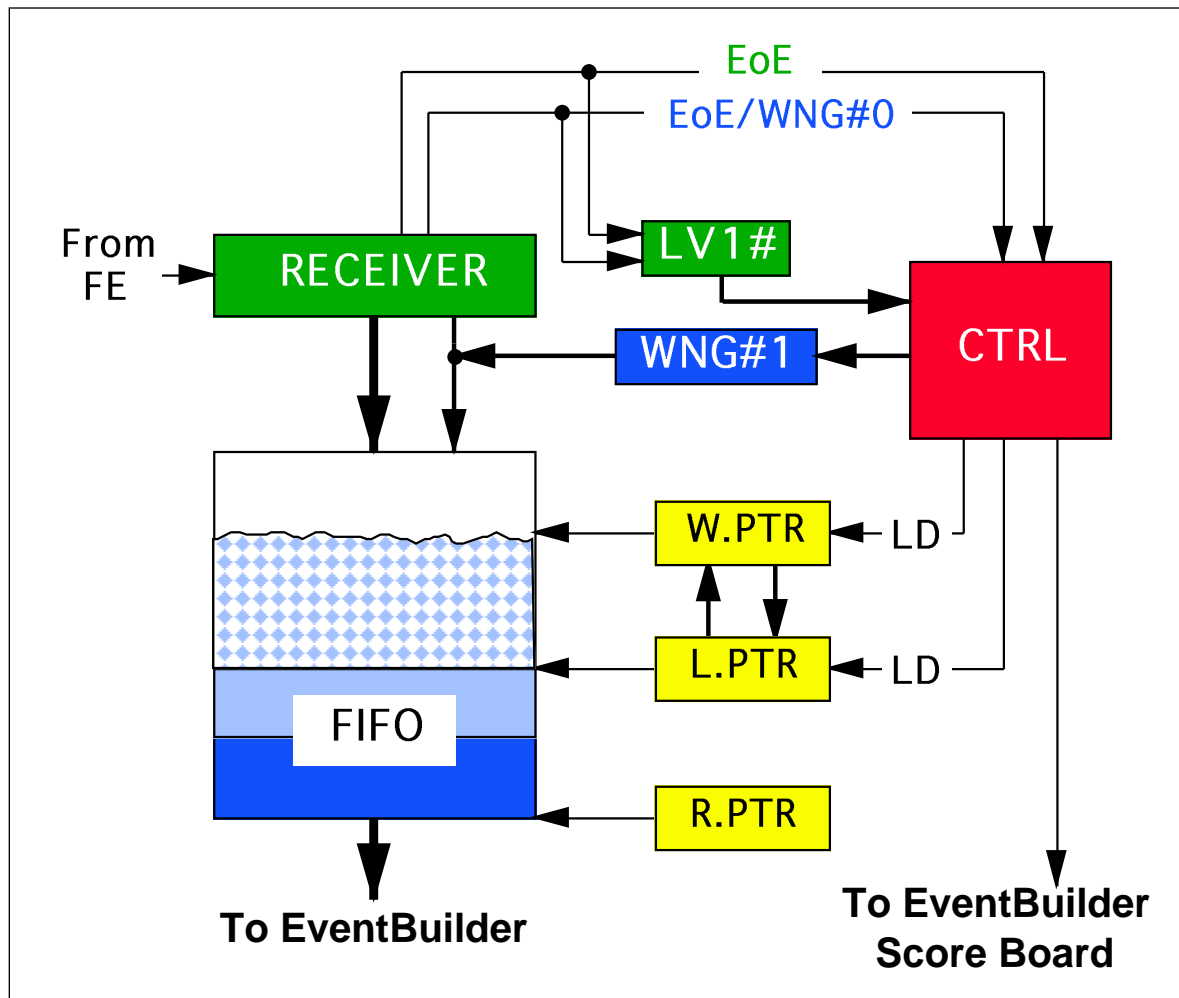 EoE
EoE/WNG#0
From
FE
RECEIVER
LV1#
WNG#1
CTRL
W.PTR
LD
L.PTR
LD
FIFO
R.PTR
To EventBuilder
To EventBuilder
Score Board